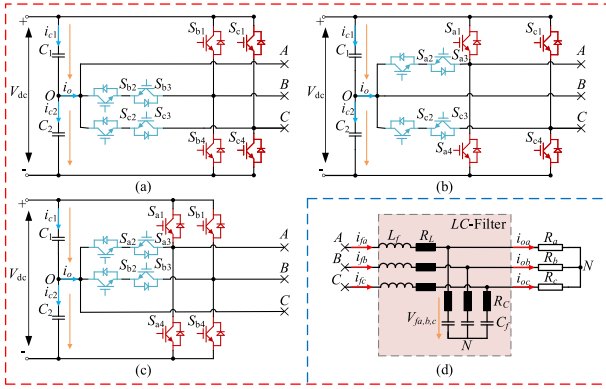 + i_c1 C_1 S_b1 S_c1 A
V_dc O i_o S_b2 S_b3 B
i_c2 S_c2 S_c3 C
C_2 S_b4 S_c4
-
(a)
+ i_c1 C_1 S_c1 A
S_a2 S_a3
V_dc O i_o B
i_c2 S_c2 S_c3 C
C_2 S_a4 S_c4
-
(b)
+ i_c1 S_a1 S_b1
C_1 S_a2 S_a3 A
V_dc O i_o S_b2 S_b3 B
i_c2 C
C_2 S_a4 S_b4
-
(c)
LC-Filter
A i_fa L_f R_L i_oa R_a
B i_fb i_ob R_b N
C i_fc i_oc R_c
R_C
V_fa,b,c C_f
N
(d)